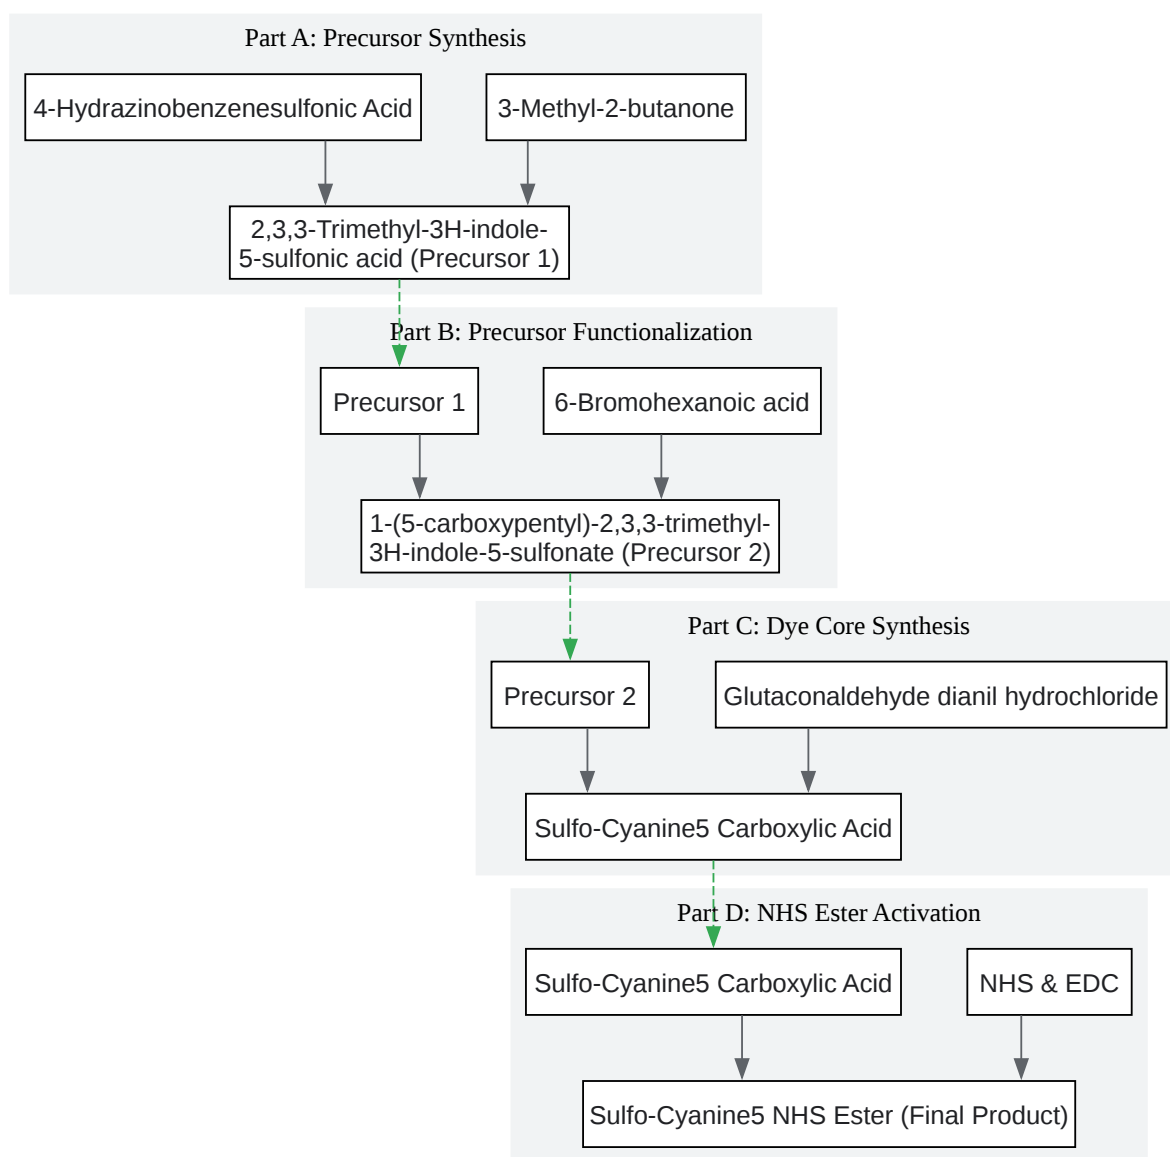 Part A: Precursor Synthesis
4-Hydrazinobenzenesulfonic Acid
3-Methyl-2-butanone
2,3,3-Trimethyl-3H-indole-
5-sulfonic acid (Precursor 1)
Part B: Precursor Functionalization
Precursor 1
6-Bromohexanoic acid
1-(5-carboxypentyl)-2,3,3-trimethyl-
3H-indole-5-sulfonate (Precursor 2)
Part C: Dye Core Synthesis
Precursor 2
Glutaconaldehyde dianil hydrochloride
Sulfo-Cyanine5 Carboxylic Acid
Part D: NHS Ester Activation
Sulfo-Cyanine5 Carboxylic Acid
NHS & EDC
Sulfo-Cyanine5 NHS Ester (Final Product)